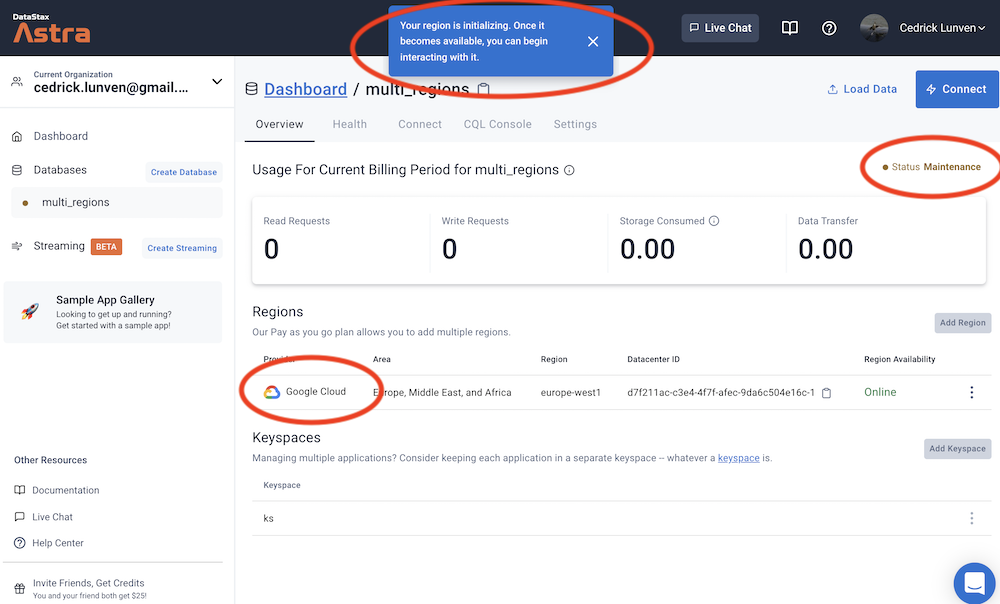 DataStax
Astra
Your region is initializing. Once it
becomes available, you can begin
interacting with it.
Live Chat
Cedrick Lunven
Current Organization
cedrick.lunven@gmail....
Dashboard
Databases
Create Database
multi_regions
Streaming
BETA
Create Streaming
Sample App Gallery
Looking to get up and running?
Get started with a sample app!
Other Resources
Documentation
Live Chat
Help Center
Invite Friends, Get Credits
You and your friend both get $25!
Dashboard / multi_regions
Load Data
Connect
Overview Health Connect CQL Console Settings
Usage For Current Billing Period for multi_regions
Status Maintenance
Read Requests Write Requests Storage Consumed Data Transfer
0 0 0.00 0.00
Regions
Our Pay as you go plan allows you to add multiple regions.
Add Region
Provider Area Region Datacenter ID Region Availability
Google Cloud Europe, Middle East, and Africa europe-west1 d7f211ac-c3e4-4f7f-afec-9da6c504e16c-1 Online
Keyspaces
Managing multiple applications? Consider keeping each application in a separate keyspace -- whatever a keyspace is.
Add Keyspace
Keyspace
ks